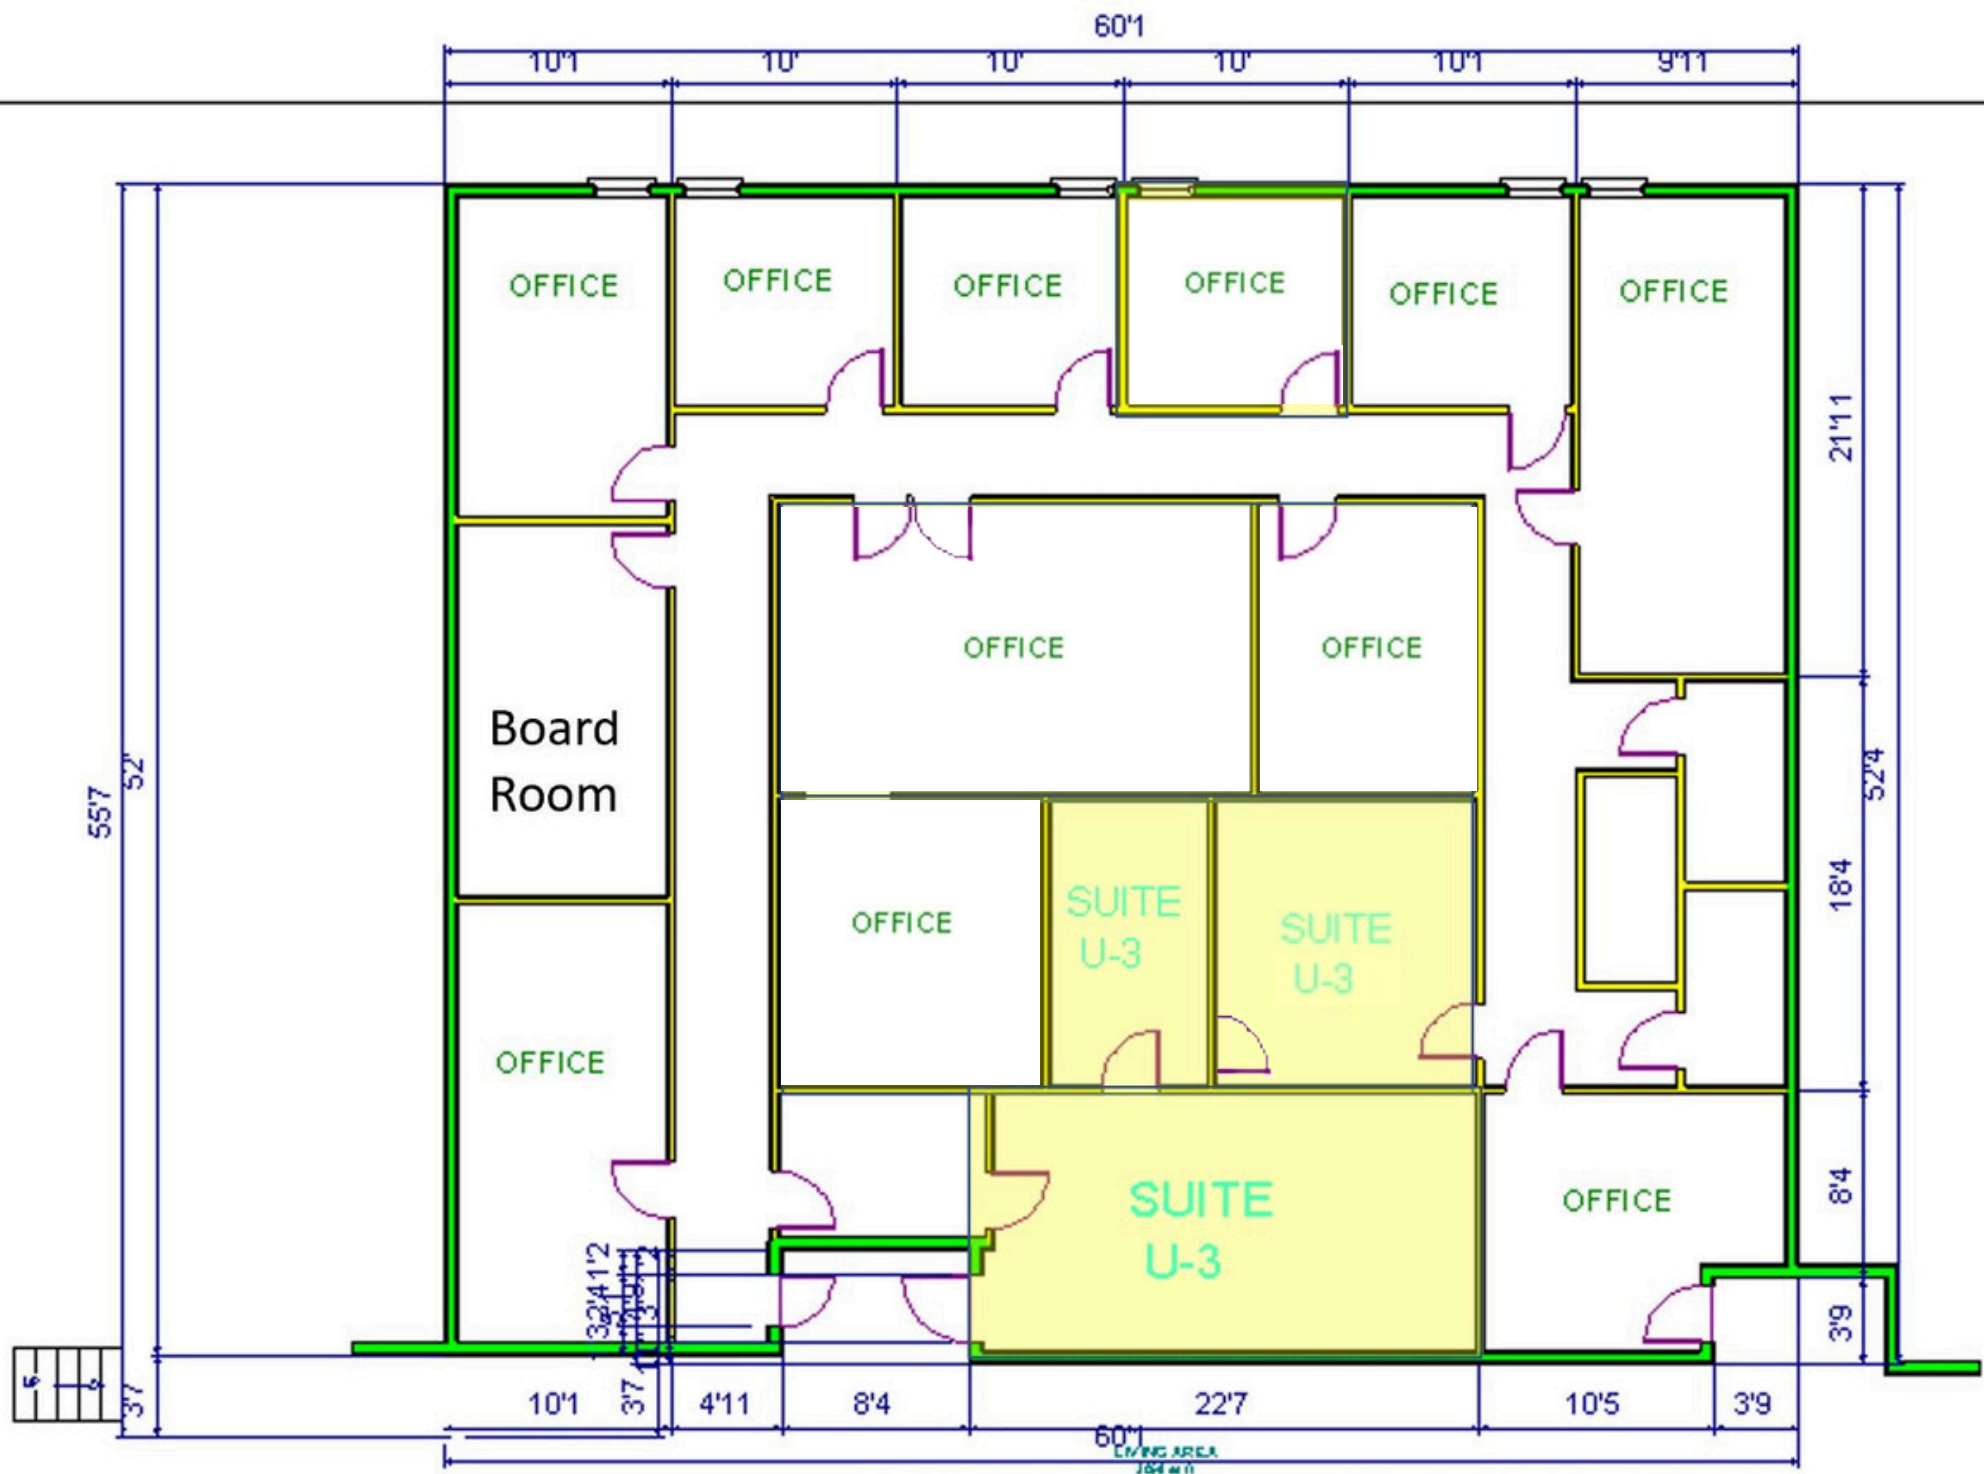 60'1
10'1 10' 10' 10' 10'1 9'11
OFFICE OFFICE OFFICE OFFICE OFFICE OFFICE
21'11
OFFICE OFFICE
Board
Room
52'
55'7
52'4
18'4
OFFICE
SUITE
U-3
SUITE
U-3
OFFICE
8'4
SUITE
U-3
OFFICE
3'9
3'7
10'1 3'7 4'11 8'4 22'7 10'5 3'9
60'1
LIVING AREA